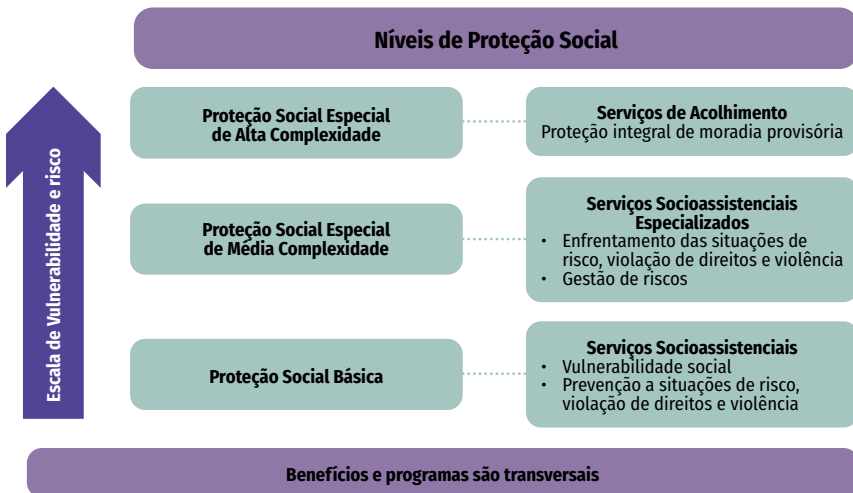 Níveis de Proteção Social
Escala de Vulnerabilidade e risco
Proteção Social Especial
de Alta Complexidade
Serviços de Acolhimento
Proteção integral de moradia provisória
Proteção Social Especial
de Média Complexidade
Serviços Socioassistenciais
Especializados
• Enfrentamento das situações de
risco, violação de direitos e violência
• Gestão de riscos
Proteção Social Básica
Serviços Socioassistenciais
• Vulnerabilidade social
• Prevenção a situações de risco,
violação de direitos e violência
Benefícios e programas são transversais